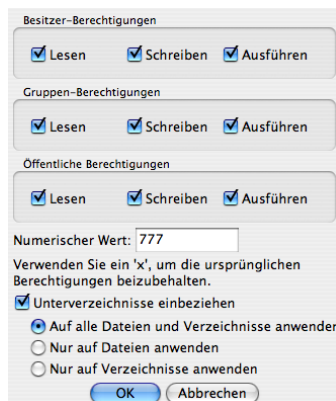 Besitzer-Berechtigungen
Lesen Schreiben Ausführen
Gruppen-Berechtigungen
Lesen Schreiben Ausführen
Öffentliche Berechtigungen
Lesen Schreiben Ausführen
Numerischer Wert: 777
Verwenden Sie ein 'x', um die ursprünglichen
Berechtigungen beizubehalten.
Unterverzeichnisse einbeziehen
Auf alle Dateien und Verzeichnisse anwenden
Nur auf Dateien anwenden
Nur auf Verzeichnisse anwenden
OK Abbrechen